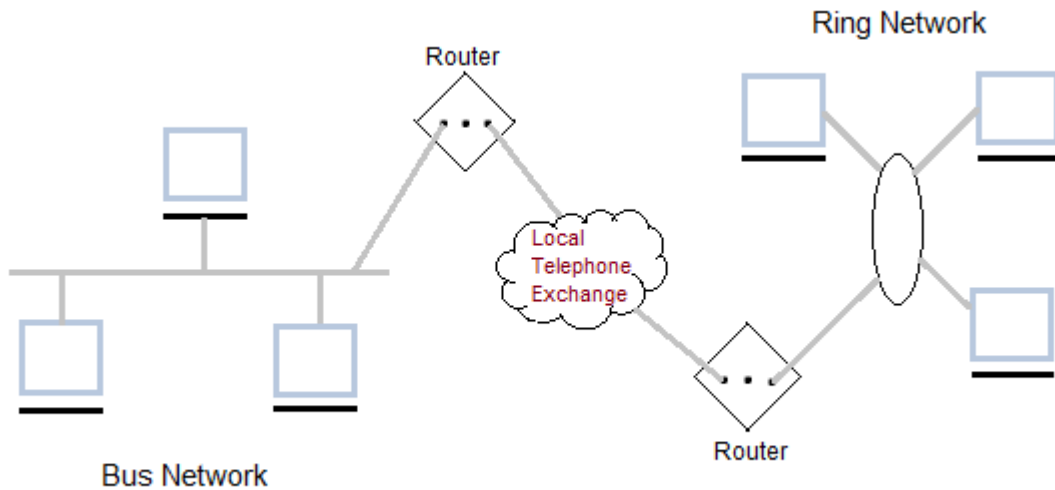 Ring Network
Router
Local
Telephone
Exchange
Router
Bus Network